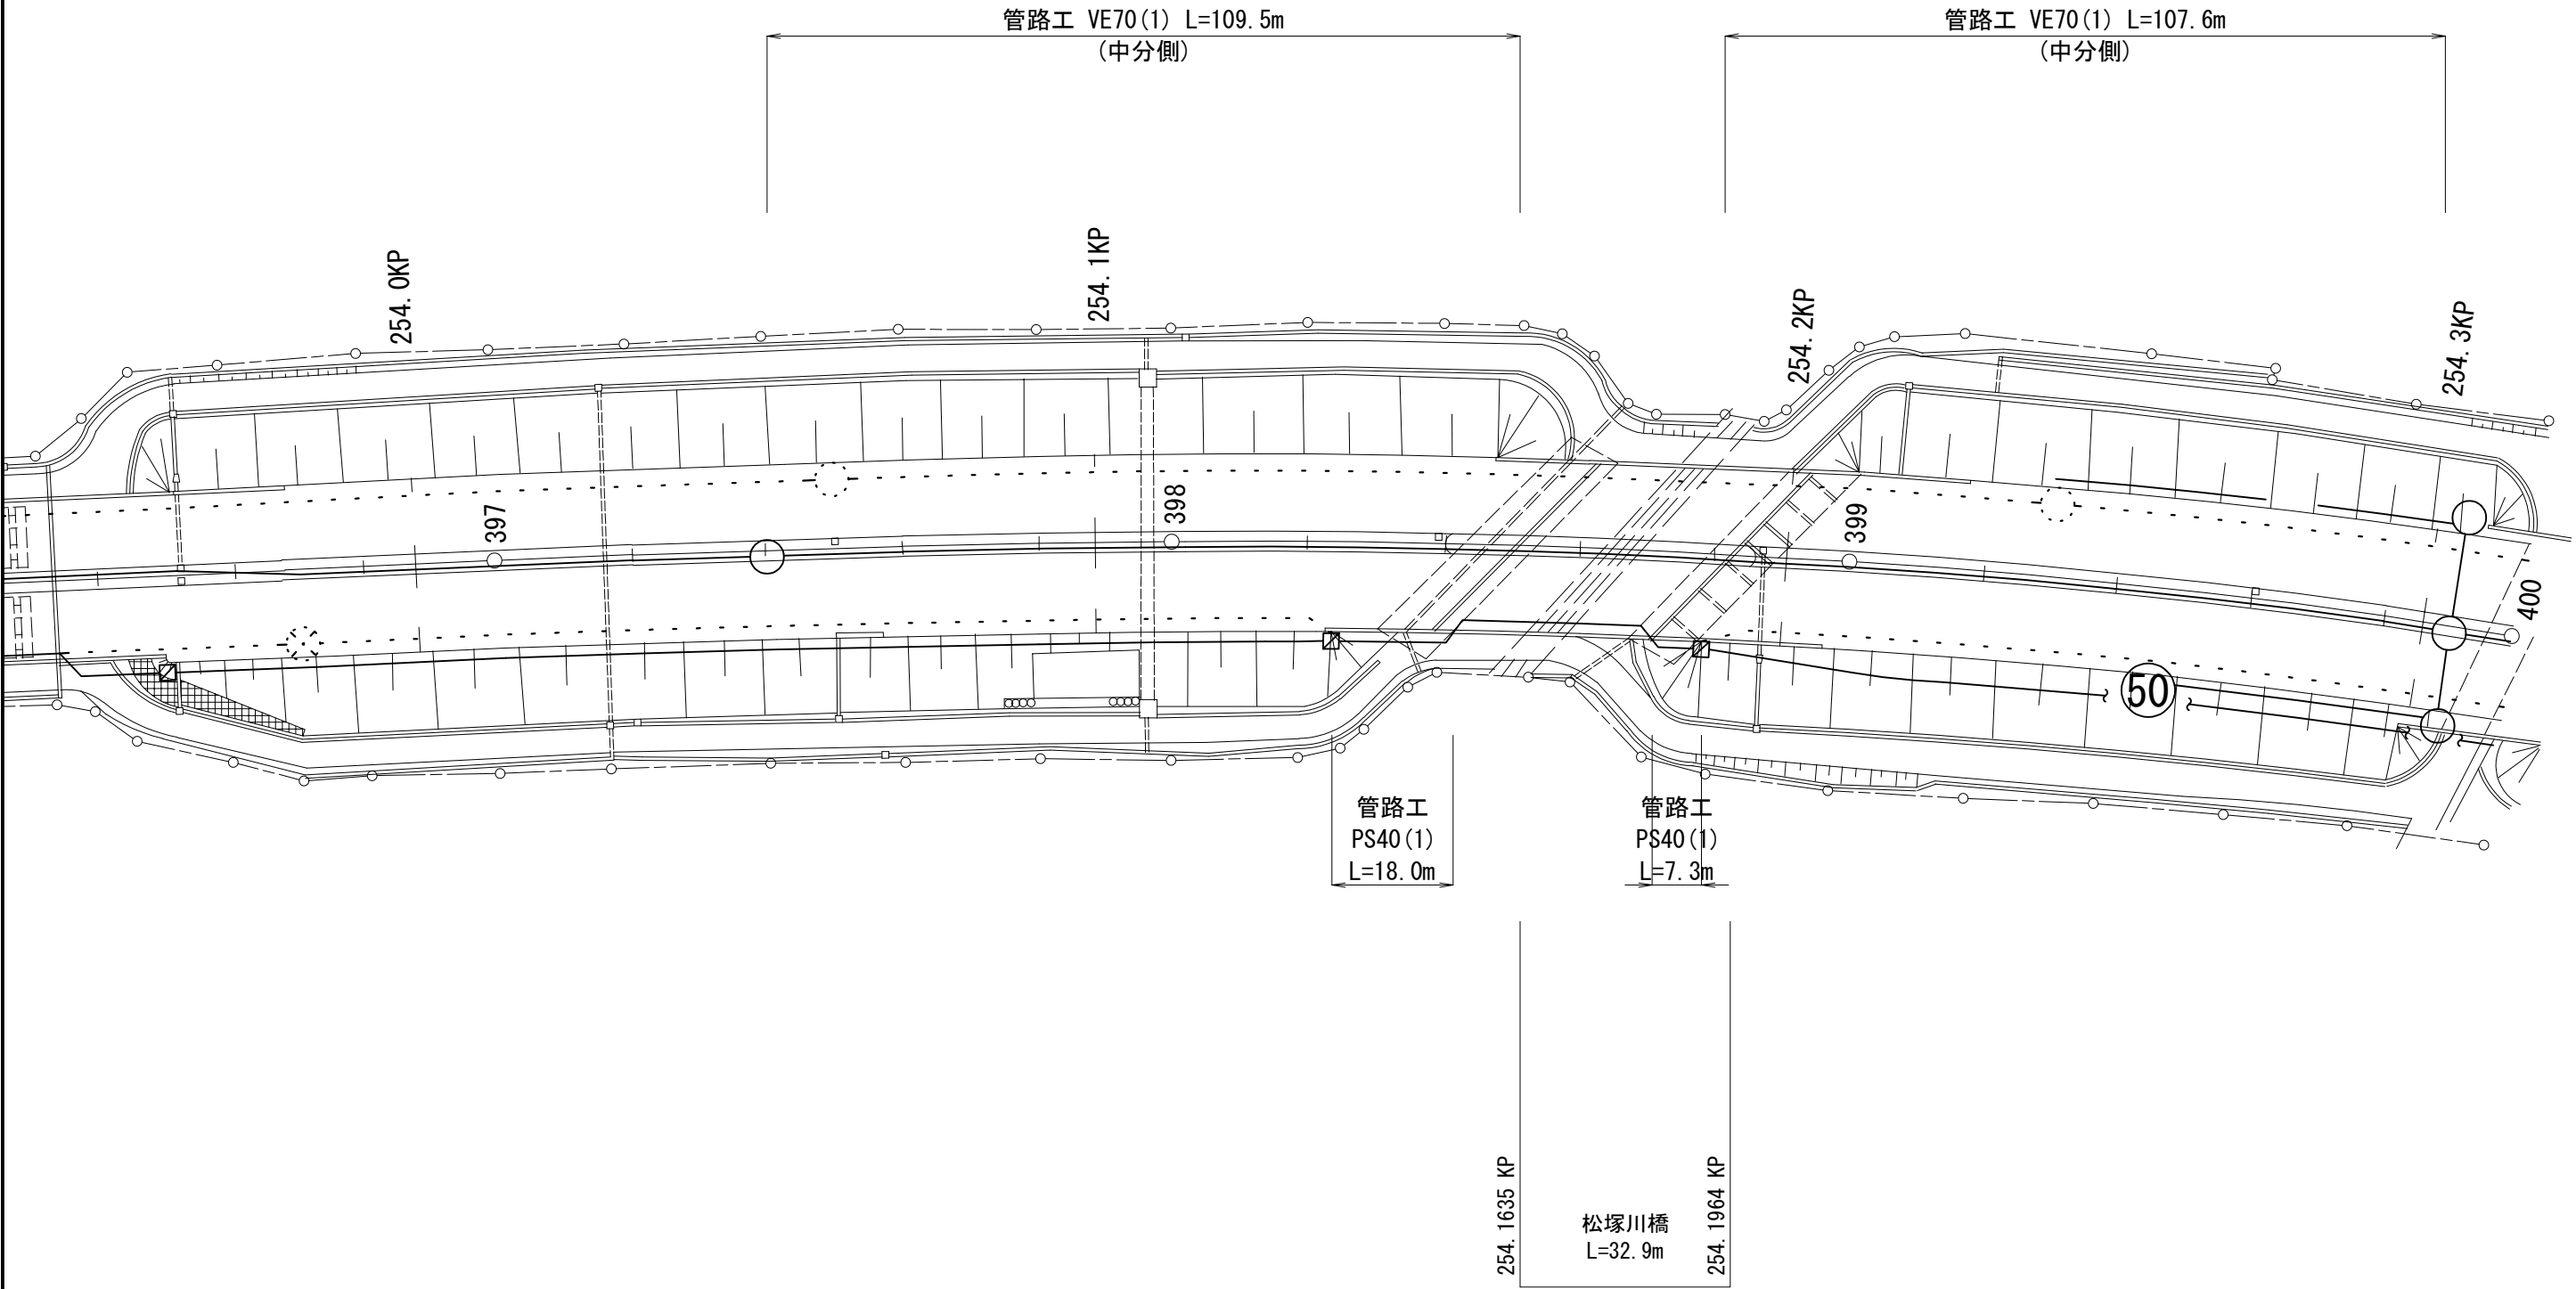 管路工 VE70(1) L=109.5m
(中分側)
管路工 VE70(1) L=107.6m
(中分側)
254.0KP
254.1KP
254.2KP
254.3KP
397
398
399
400
50
管路工
PS40(1)
L=18.0m
管路工
PS40(1)
L=7.3m
254.1635 KP
松塚川橋
L=32.9m
254.1964 KP